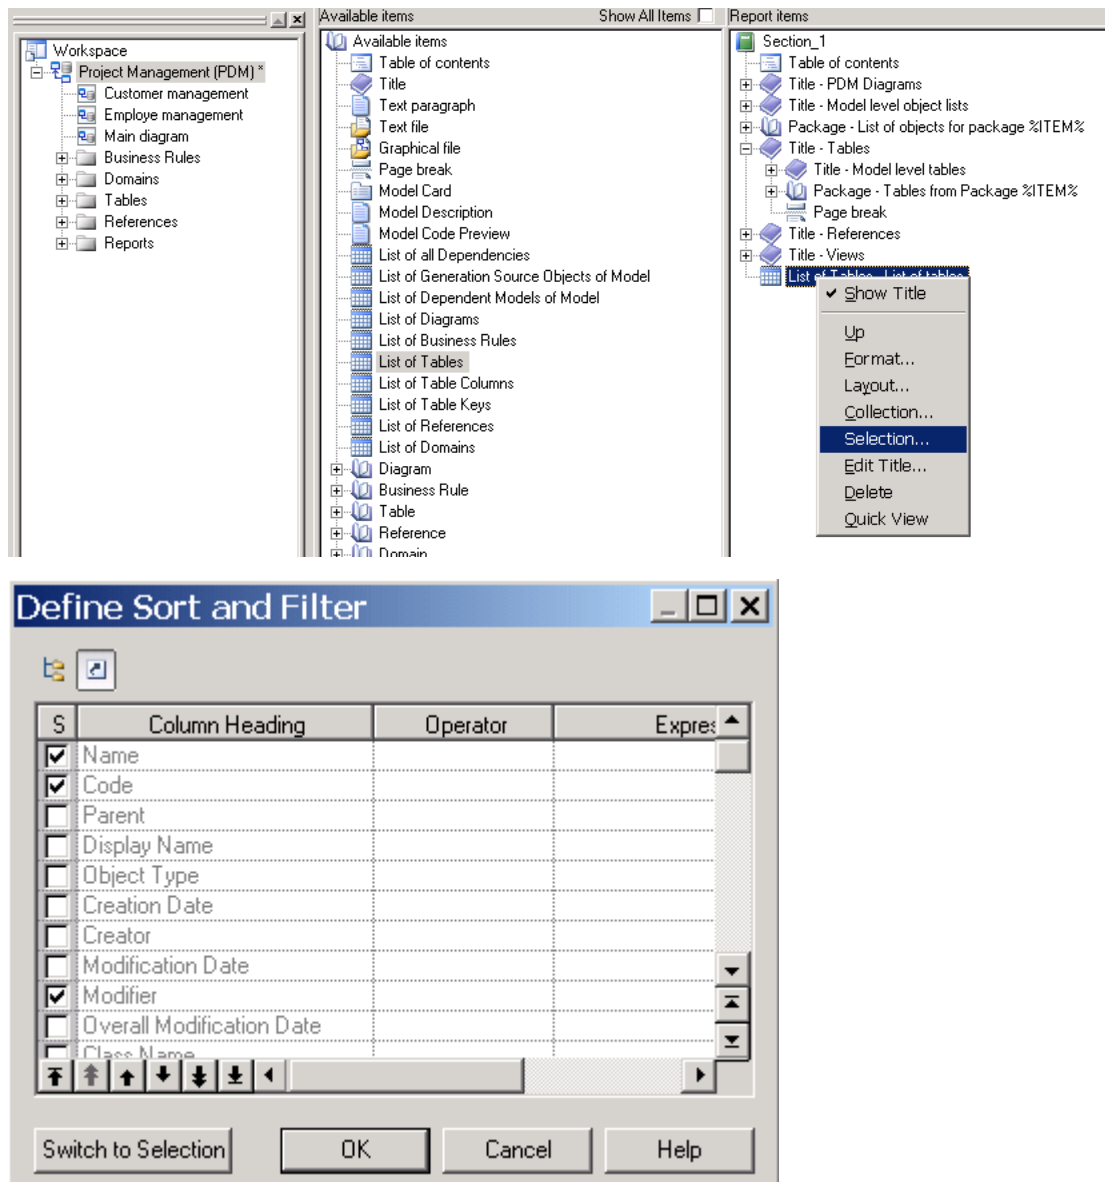 Available items
Show All Items
Report items
Workspace
Project Management (PDM) *
Customer management
Employe management
Main diagram
Business Rules
Domains
Tables
References
Reports
Available items
Table of contents
Title
Text paragraph
Text file
Graphical file
Page break
Model Card
Model Description
Model Code Preview
List of all Dependencies
List of Generation Source Objects of Model
List of Dependent Models of Model
List of Diagrams
List of Business Rules
List of Tables
List of Table Columns
List of Table Keys
List of References
List of Domains
Diagram
Business Rule
Table
Reference
Domain
Section_1
Table of contents
Title - PDM Diagrams
Title - Model level object lists
Package - List of objects for package %ITEM%
Title - Tables
Title - Model level tables
Package - Tables from Package %ITEM%
Page break
Title - References
Title - Views
List of Tables - List of tables
Show Title
Up
Format...
Layout...
Collection...
Selection...
Edit Title...
Delete
Quick View
Define Sort and Filter
S Column Heading Operator Expres
Name
Code
Parent
Display Name
Object Type
Creation Date
Creator
Modification Date
Modifier
Overall Modification Date
Class Name
Switch to Selection OK Cancel Help